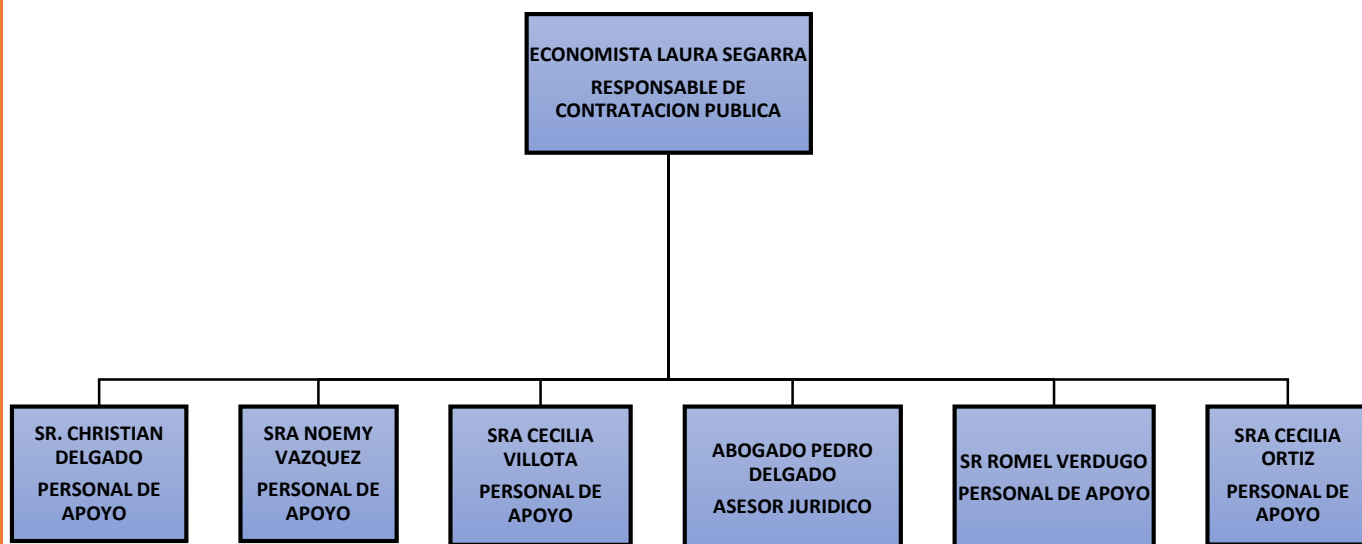 ECONOMISTA LAURA SEGARRA
RESPONSABLE DE
CONTRATACION PUBLICA
SR. CHRISTIAN
DELGADO
PERSONAL DE
APOYO
SRA NOEMY
VAZQUEZ
PERSONAL DE
APOYO
SRA CECILIA
VILLOTA
PERSONAL DE
APOYO
ABOGADO PEDRO
DELGADO
ASESOR JURIDICO
SR ROMEL VERDUGO
PERSONAL DE APOYO
SRA CECILIA
ORTIZ
PERSONAL DE
APOYO